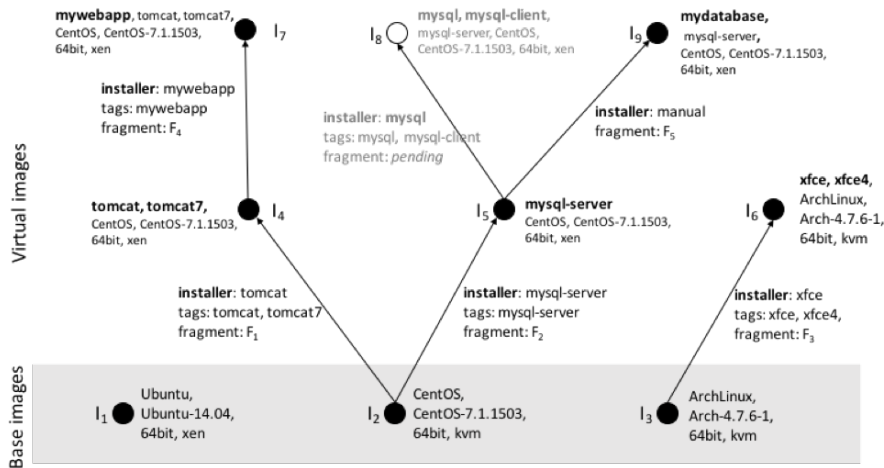 mywebapp, tomcat, tomcat7,
CentOS, CentOS-7.1.1503,
64bit, xen
I7
installer: mywebapp
tags: mywebapp
fragment: F4
mysql, mysql-client,
mysql-server, CentOS,
CentOS-7.1.1503, 64bit, xen
I8
installer: mysql
tags: mysql, mysql-client
fragment: pending
mydatabase,
mysql-server,
CentOS, CentOS-7.1.1503,
64bit, xen
I9
installer: manual
fragment: F5
Virtual images
tomcat, tomcat7,
CentOS, CentOS-7.1.1503,
64bit, xen
I4
I5
mysql-server
CentOS, CentOS-7.1.1503,
64bit, xen
I6
xfce, xfce4,
ArchLinux,
Arch-4.7.6-1,
64bit, kvm
installer: tomcat
tags: tomcat, tomcat7
fragment: F1
installer: mysql-server
tags: mysql-server
fragment: F2
installer: xfce
tags: xfce, xfce4,
fragment: F3
Base images
I1
Ubuntu,
Ubuntu-14.04,
64bit, xen
I2
CentOS,
CentOS-7.1.1503,
64bit, kvm
I3
ArchLinux,
Arch-4.7.6-1,
64bit, kvm